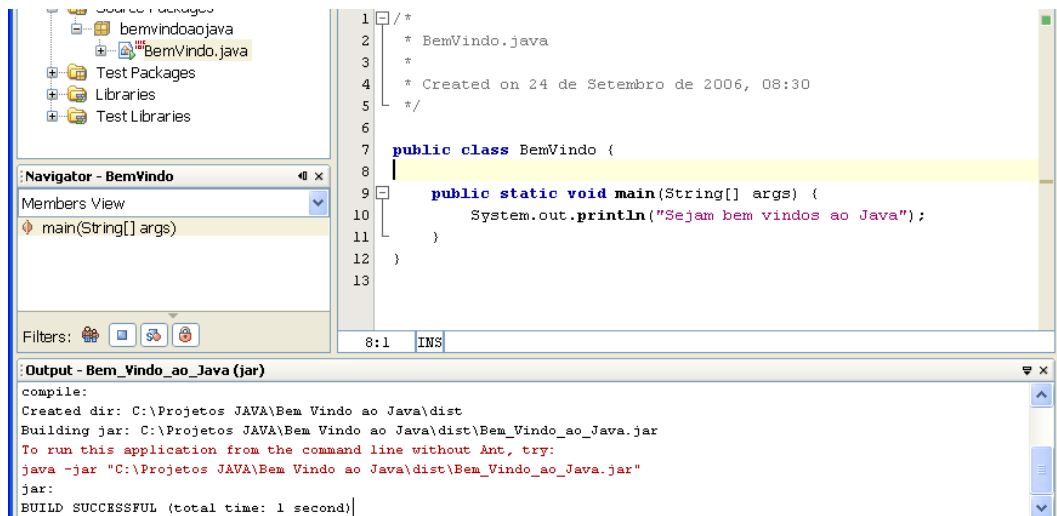 Source Packages
bemvindoaojava
BemVindo.java
Test Packages
Libraries
Test Libraries
Navigator - BemVindo
Members View
main(String[] args)
Filters:
1 /*
2 * BemVindo.java
3 *
4 * Created on 24 de Setembro de 2006, 08:30
5 */
6
7 public class BemVindo {
8
9 public static void main(String[] args) {
10 System.out.println("Sejam bem vindos ao Java");
11 }
12 }
13
8:1 INS
Output - Bem_Vindo_ao_Java (jar)
compile:
Created dir: C:\Projetos JAVA\Bem Vindo ao Java\dist
Building jar: C:\Projetos JAVA\Bem Vindo ao Java\dist\Bem_Vindo_ao_Java.jar
To run this application from the command line without Ant, try:
java -jar "C:\Projetos JAVA\Bem Vindo ao Java\dist\Bem_Vindo_ao_Java.jar"
jar:
BUILD SUCCESSFUL (total time: 1 second)